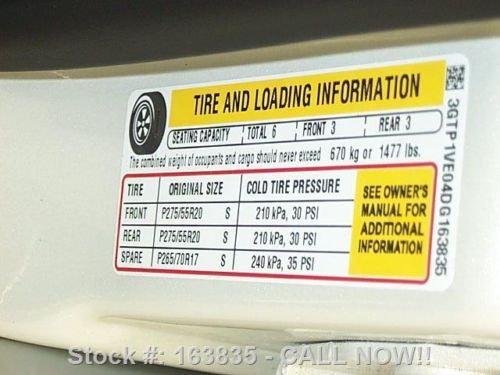 TIRE AND LOADING INFORMATION
SEATING CAPACITY TOTAL 6 FRONT 3 REAR 3
The combined weight of occupants and cargo should never exceed 670 kg or 1477 lbs.
TIRE ORIGINAL SIZE COLD TIRE PRESSURE
FRONT P275/55R20 S 210 kPa, 30 PSI
REAR P275/55R20 S 210 kPa, 30 PSI
SPARE P265/70R17 S 240 kPa, 35 PSI
SEE OWNER'S
MANUAL FOR
ADDITIONAL
INFORMATION
3GTP1VE04DG163835
Stock #: 163835 - CALL NOW!!